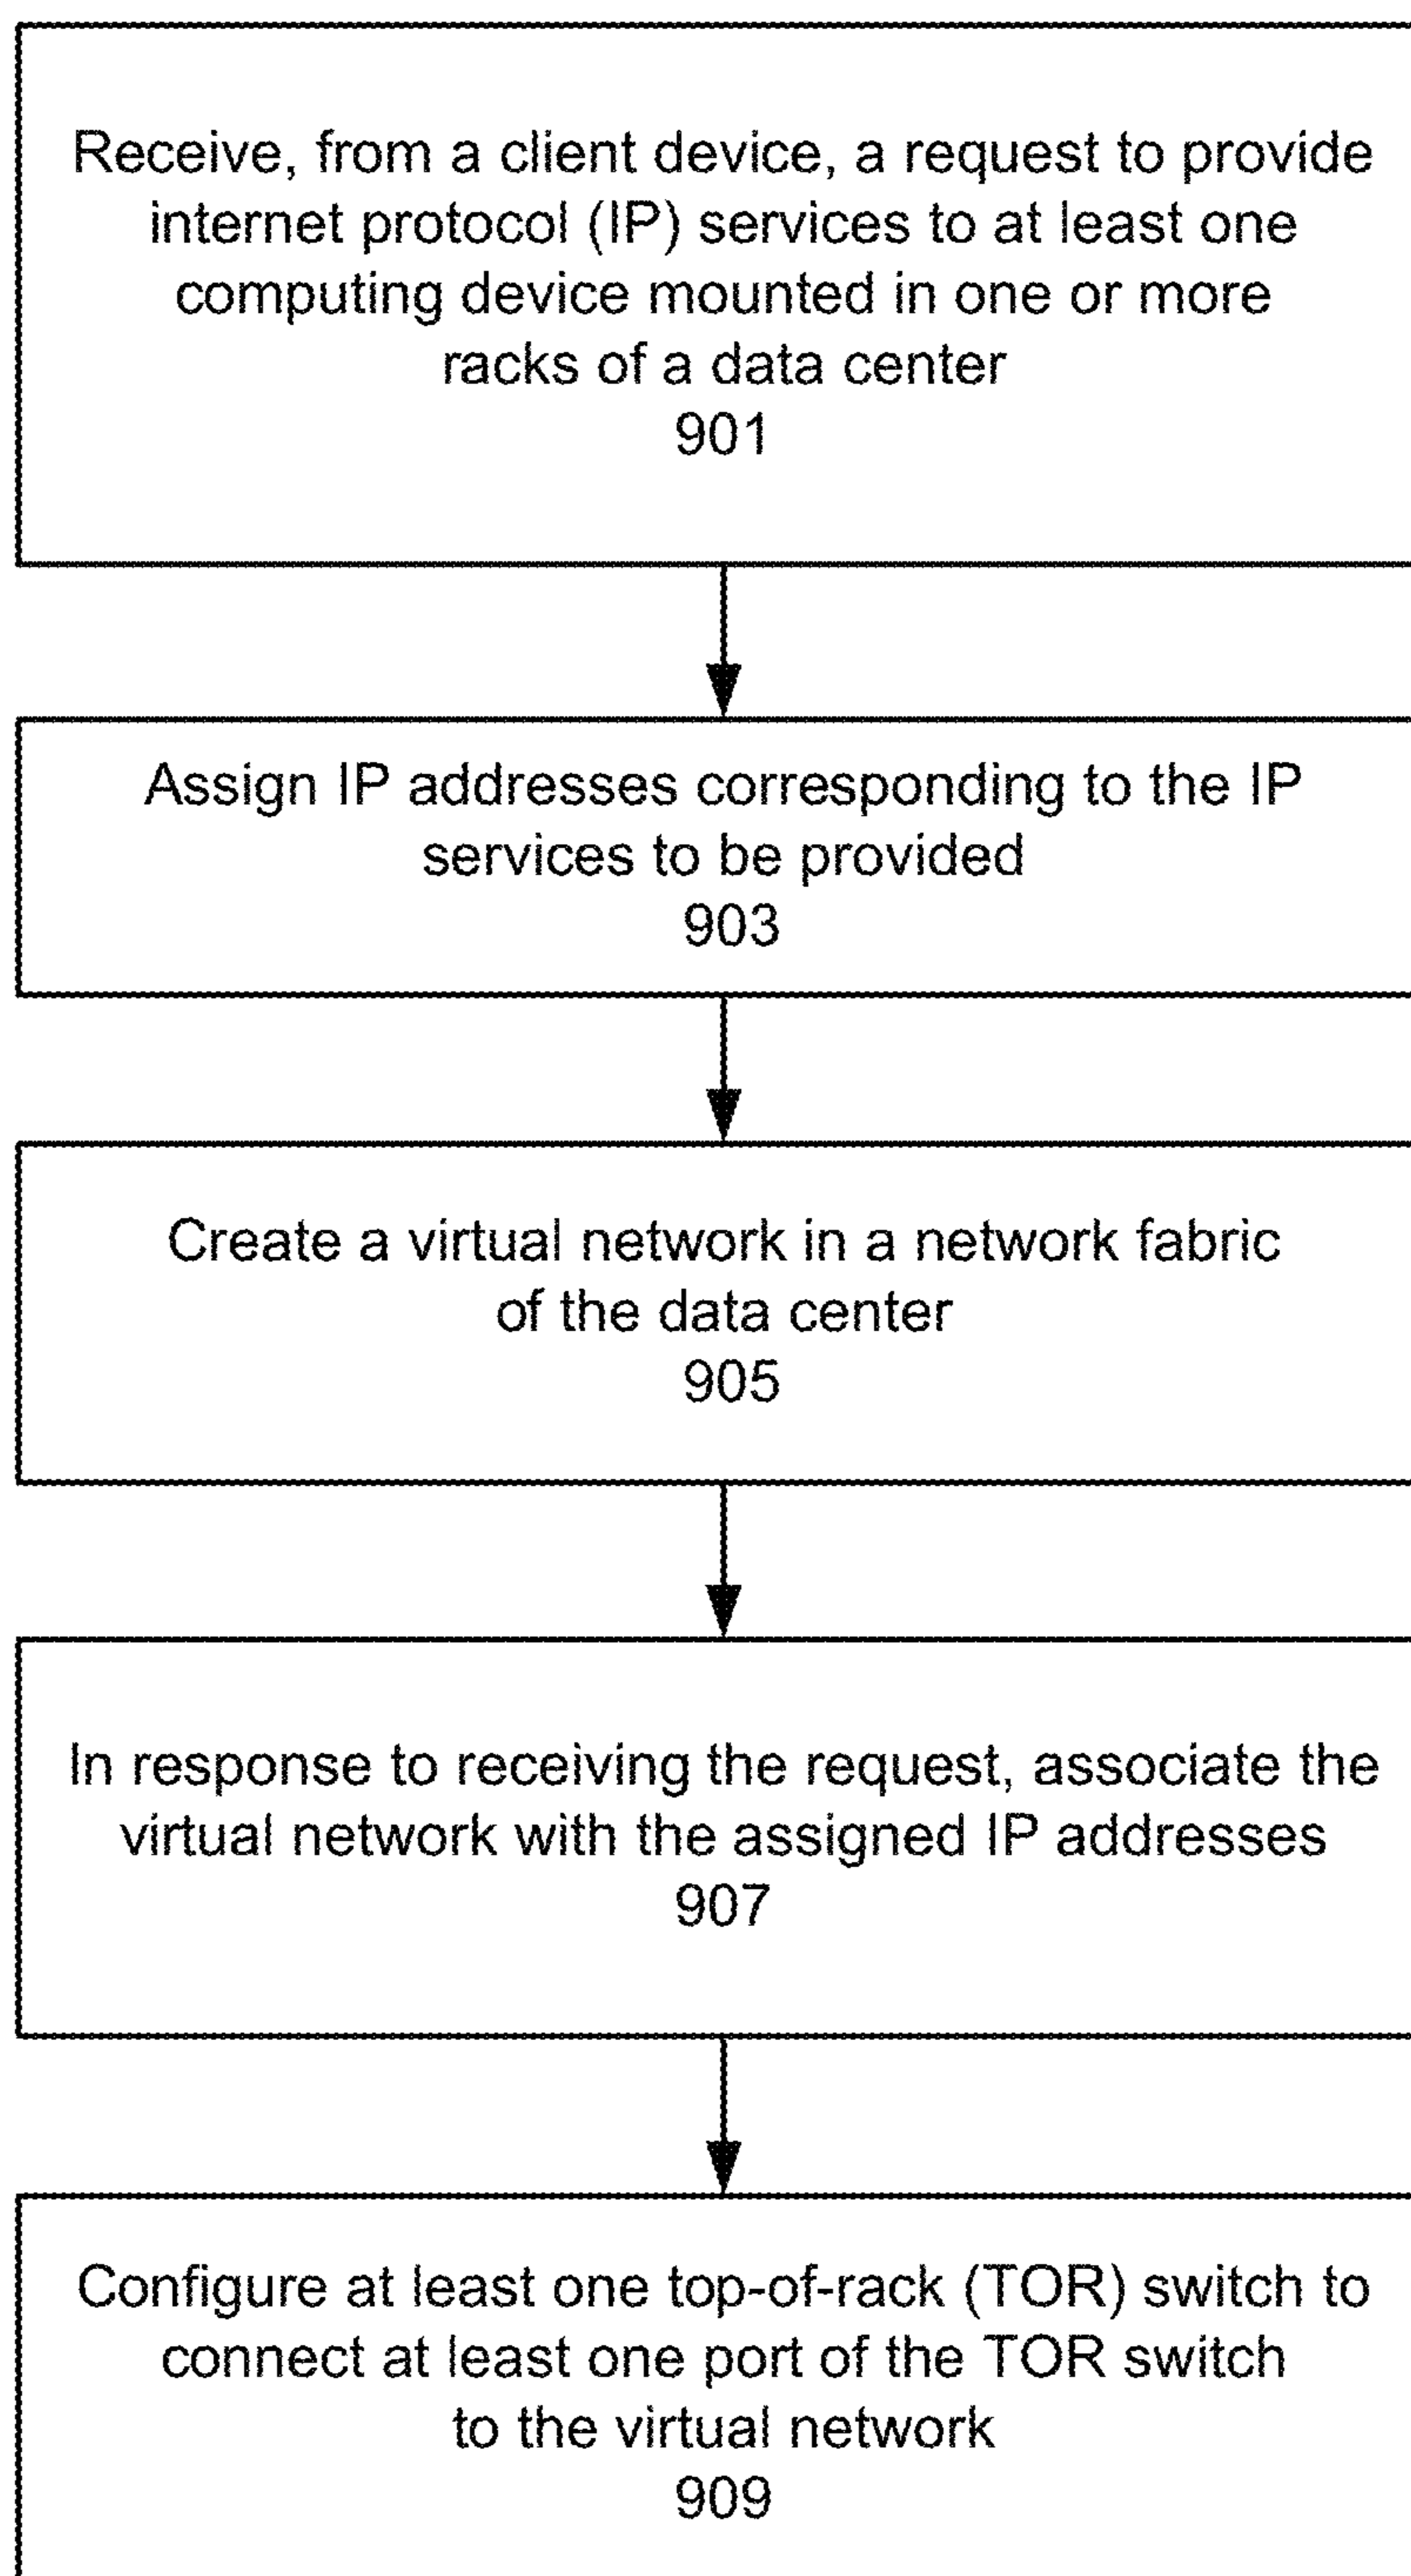 Receive, from a client device, a request to provide
internet protocol (IP) services to at least one
computing device mounted in one or more
racks of a data center
901
Assign IP addresses corresponding to the IP
services to be provided
903
Create a virtual network in a network fabric
of the data center
905
In response to receiving the request, associate the
virtual network with the assigned IP addresses
907
Configure at least one top-of-rack (TOR) switch to
connect at least one port of the TOR switch
to the virtual network
909